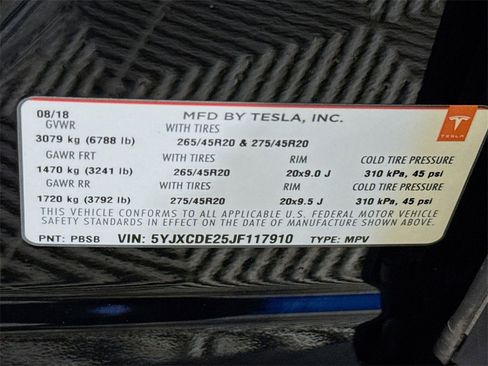 08/18 MFD BY TESLA, INC.
GVWR WITH TIRES
3079 kg (6788 lb) 265/45R20 & 275/45R20
TESLA
GAWR FRT WITH TIRES RIM COLD TIRE PRESSURE
1470 kg (3241 lb) 265/45R20 20x9.0 J 310 kPa, 45 psi
GAWR RR WITH TIRES RIM COLD TIRE PRESSURE
1720 kg (3792 lb) 275/45R20 20x9.5 J 310 kPa, 45 psi
THIS VEHICLE CONFORMS TO ALL APPLICABLE U.S. FEDERAL MOTOR VEHICLE
SAFETY STANDARDS IN EFFECT ON THE DATE OF MANUFACTURE SHOWN ABOVE.
PNT: PBSB VIN: 5YJXCDE25JF117910 TYPE: MPV